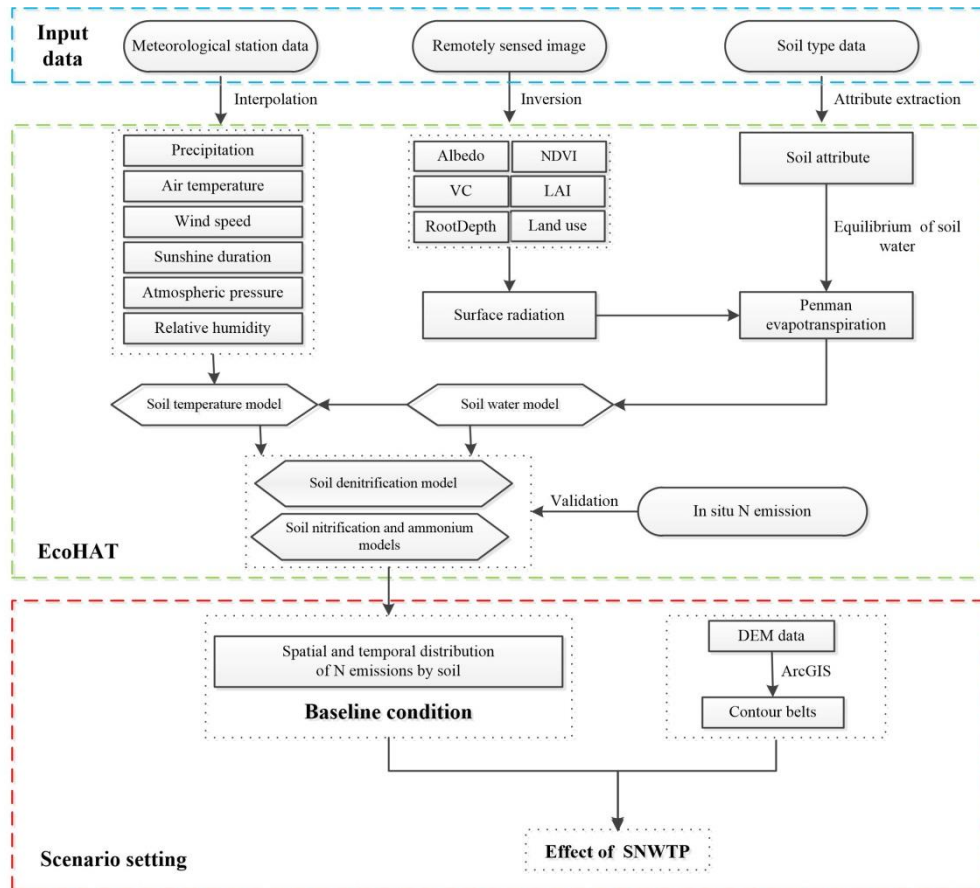 Input
data
Meteorological station data
Remotely sensed image
Soil type data
Interpolation
Inversion
Attribute extraction
Precipitation
Air temperature
Wind speed
Sunshine duration
Atmospheric pressure
Relative humidity
Albedo
NDVI
VC
LAI
RootDepth
Land use
Soil attribute
Equilibrium of soil
water
Surface radiation
Penman
evapotranspiration
Soil temperature model
Soil water model
Soil denitrification model
Soil nitrification and ammonium
models
Validation
In situ N emission
EcoHAT
Spatial and temporal distribution
of N emissions by soil
Baseline condition
DEM data
ArcGIS
Contour belts
Effect of SNWTP
Scenario setting